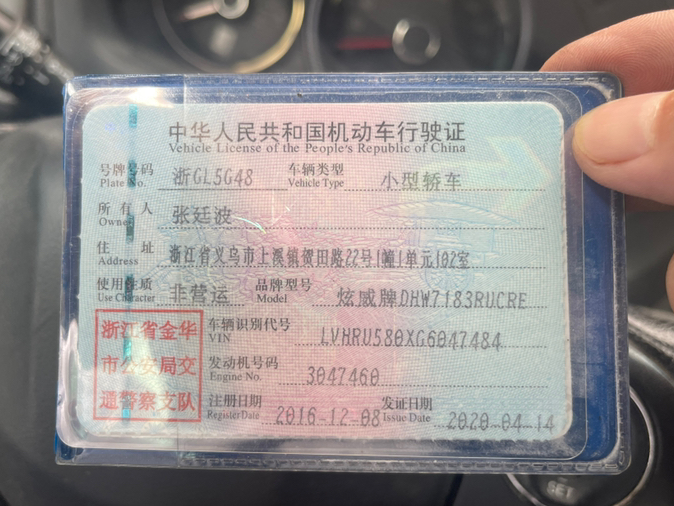 中华人民共和国机动车行驶证
Vehicle License of the People's Republic of China
号牌号码 浙GL5G48 车辆类型 小型轿车
Plate No. Vehicle Type
所有人 张廷波
Owner
住址 浙江省义乌市上溪镇贺田路22号1幢1单元102室
Address
使用性质 非营运 品牌型号 炫威牌DHW7183RUCRE
Use Character Model
浙江省金华
市公安局交
通警察支队
车辆识别代号 LVHRU580XG6047484
VIN
发动机号码 3047460
Engine No.
注册日期 2016-12-08 发证日期 2020-04-14
Register Date Issue Date
SET